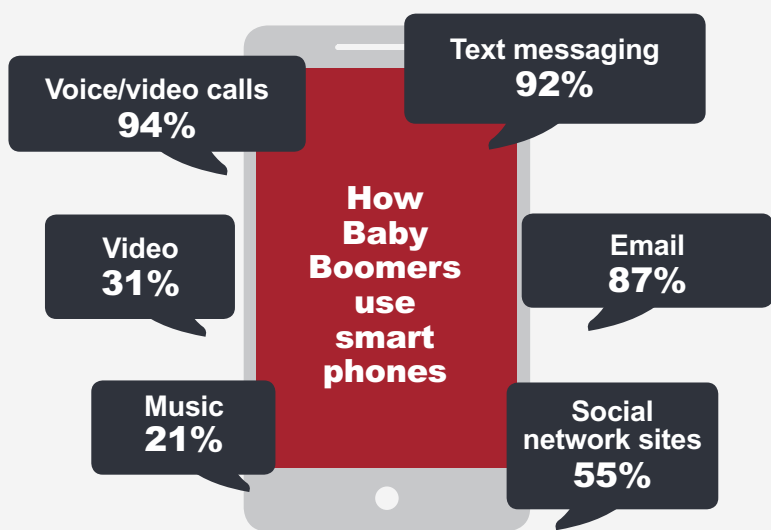 Text messaging
92%
Voice/video calls
94%
How
Baby
Boomers
use
smart
phones
Video
31%
Email
87%
Music
21%
Social
network sites
55%